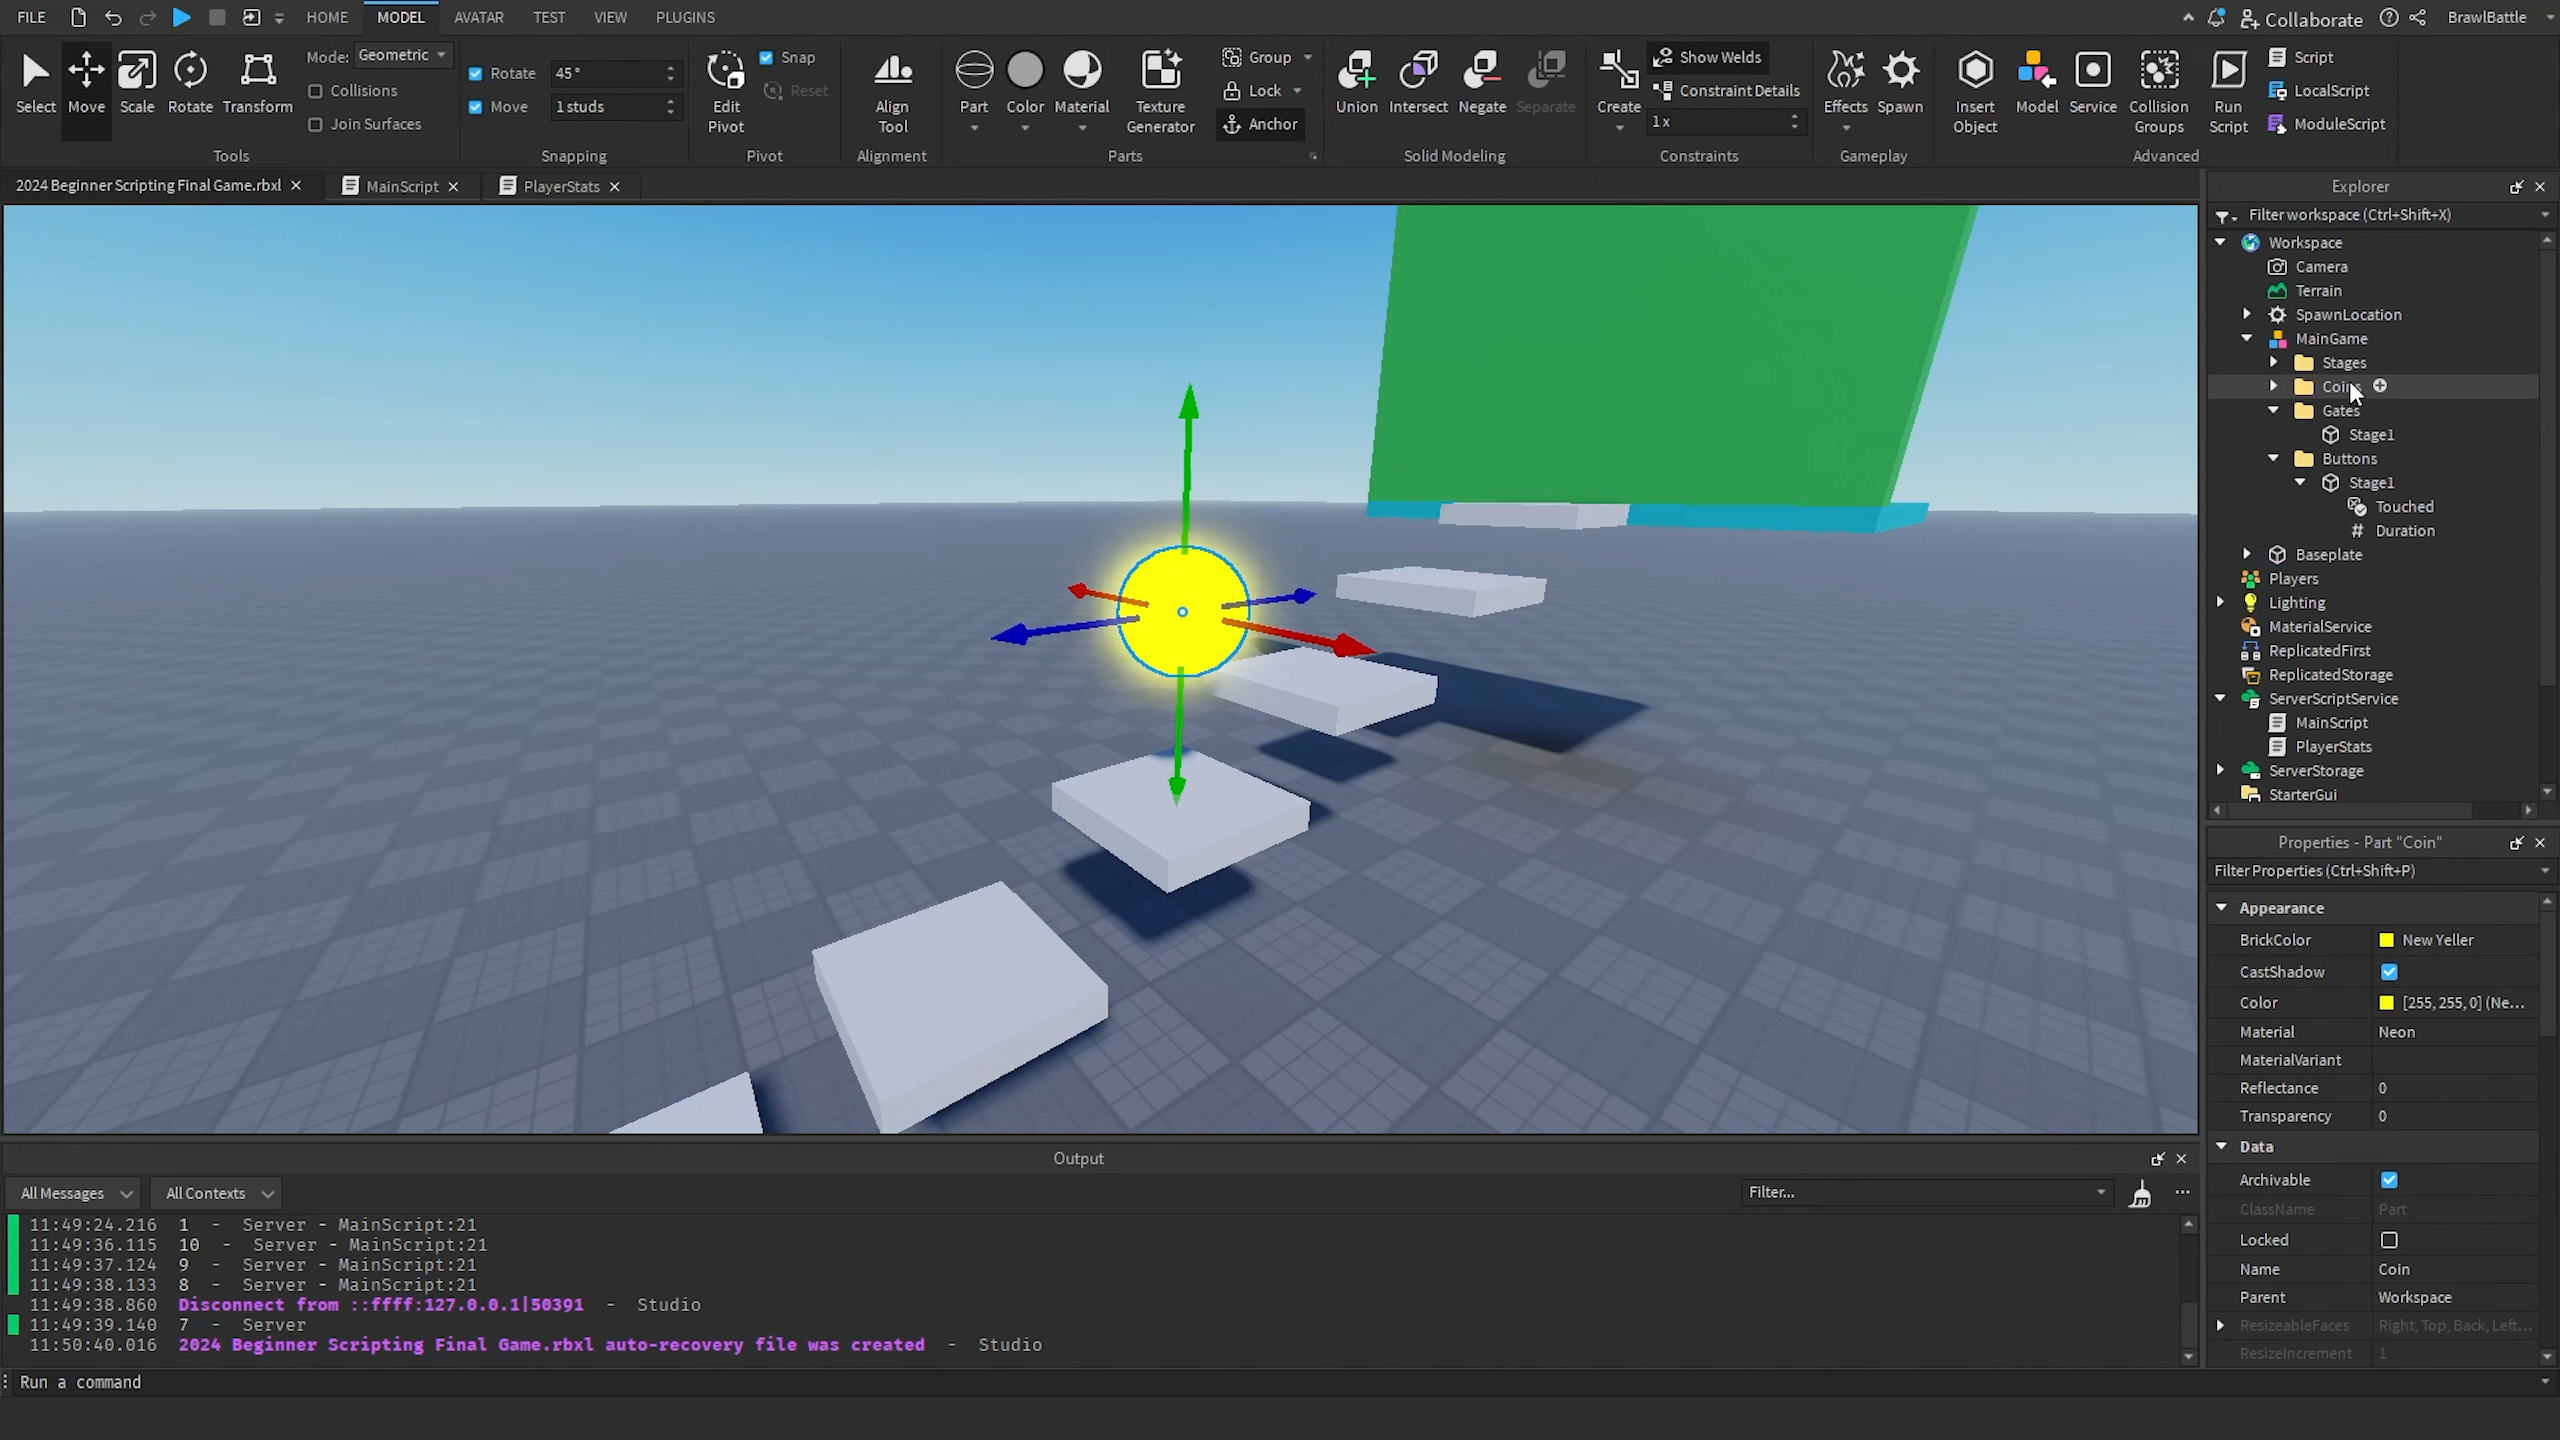 FILE HOME MODEL AVATAR TEST VIEW PLUGINS Collaborate BrawlBattle
Select Move Scale Rotate Transform
Mode: Geometric
Collisions
Join Surfaces
Tools
Rotate 45°
Move 1 studs
Snapping
Edit Pivot
Snap
Reset
Pivot
Align Tool
Alignment
Part Color Material Texture Generator
Group
Lock
Anchor
Parts
Union Intersect Negate Separate
Solid Modeling
Create
Show Welds
Constraint Details
1 x
Constraints
Effects Spawn
Gameplay
Insert Object
Model Service Collision Groups
Run Script
Script
LocalScript
ModuleScript
Advanced
2024 Beginner Scripting Final Game.rbxl MainScript PlayerStats
Explorer
Filter workspace (Ctrl+Shift+X)
Workspace
Camera
Terrain
SpawnLocation
MainGame
Stages
Coins
Gates
Stage1
Buttons
Stage1
Touched
# Duration
Baseplate
Players
Lighting
MaterialService
ReplicatedFirst
ReplicatedStorage
ServerScriptService
MainScript
PlayerStats
ServerStorage
StarterGui
Properties - Part "Coin"
Filter Properties (Ctrl+Shift+P)
Appearance
BrickColor New Yeller
CastShadow
Color [255, 255, 0] (Ne...
Material Neon
MaterialVariant
Reflectance 0
Transparency 0
Data
Archivable
ClassName Part
Locked
Name Coin
Parent Workspace
ResizeableFaces Right, Top, Back, Left...
ResizeIncrement 1
Output
All Messages All Contexts Filter...
11:49:24.216 1 - Server - MainScript:21
11:49:36.115 10 - Server - MainScript:21
11:49:37.124 9 - Server - MainScript:21
11:49:38.133 8 - Server - MainScript:21
11:49:38.860 Disconnect from ::ffff:127.0.0.1|50391 - Studio
11:49:39.140 7 - Server
11:50:40.016 2024 Beginner Scripting Final Game.rbxl auto-recovery file was created - Studio
Run a command